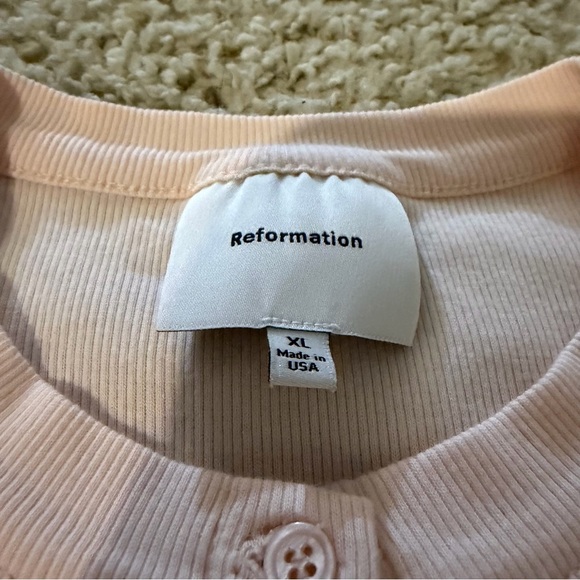 Reformation
XL
Made in
USA